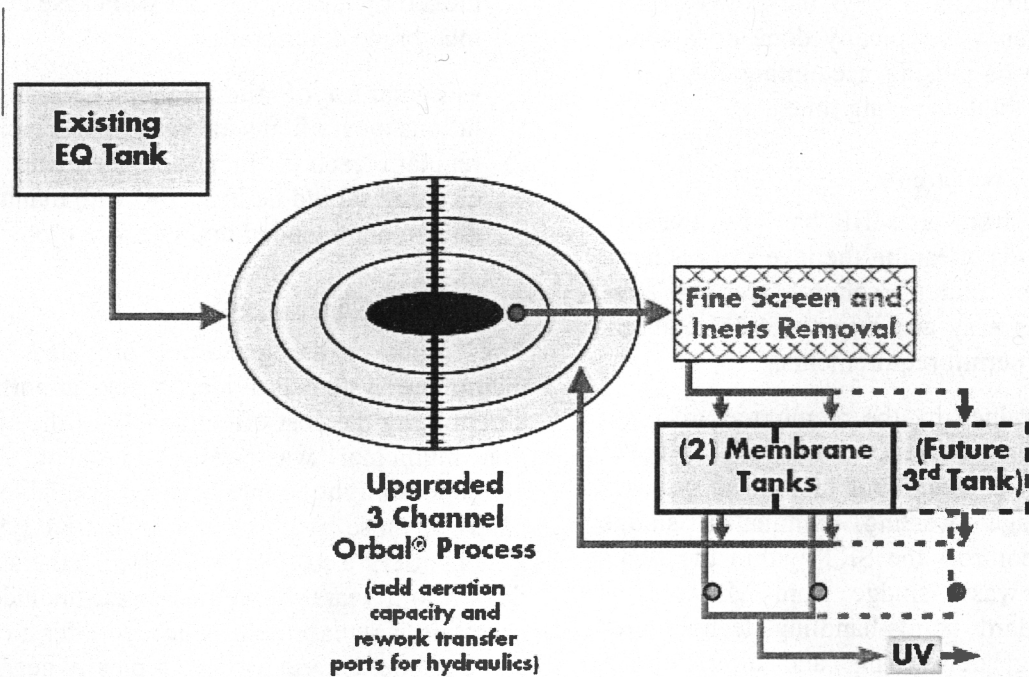 Existing
EQ Tank
Fine Screen and
Inerts Removal
(2) Membrane
Tanks
(Future
3rd Tank)
Upgraded
3 Channel
Orbal® Process
(add aeration
capacity and
rework transfer
ports for hydraulics)
UV